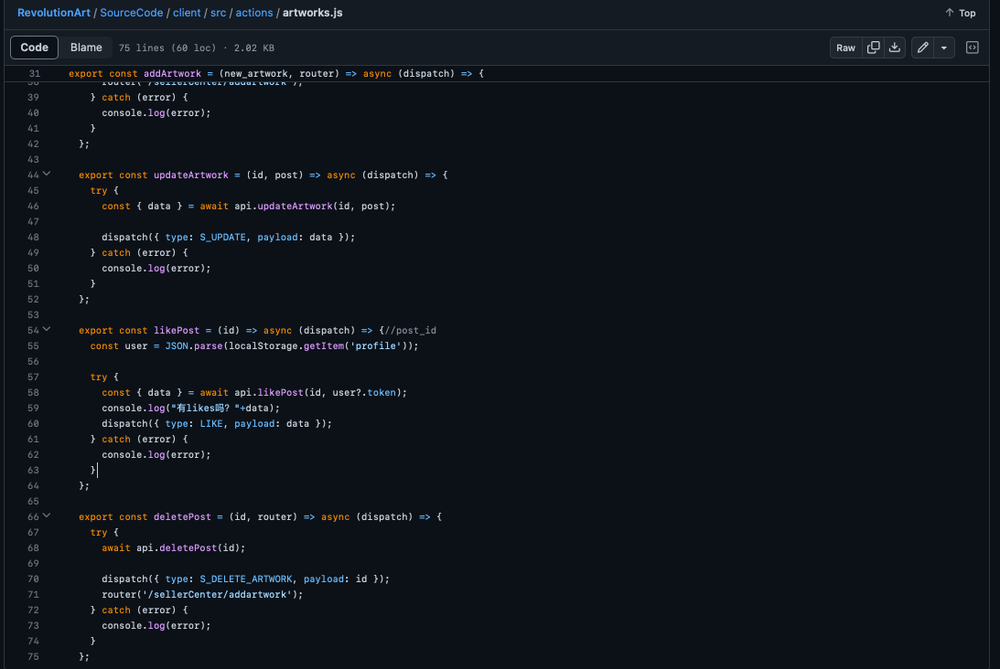 RevolutionArt / SourceCode / client / src / actions / artworks.js
Top
Code Blame 75 lines (60 loc) · 2.02 KB
Raw
31 export const addArtwork = (new_artwork, router) => async (dispatch) => {
38 router('/sellerCenter/addartwork');
39 } catch (error) {
40 console.log(error);
41 }
42 };
43
44 export const updateArtwork = (id, post) => async (dispatch) => {
45 try {
46 const { data } = await api.updateArtwork(id, post);
47
48 dispatch({ type: S_UPDATE, payload: data });
49 } catch (error) {
50 console.log(error);
51 }
52 };
53
54 export const likePost = (id) => async (dispatch) => {//post_id
55 const user = JSON.parse(localStorage.getItem('profile'));
56
57 try {
58 const { data } = await api.likePost(id, user?.token);
59 console.log("有likes吗? "+data);
60 dispatch({ type: LIKE, payload: data });
61 } catch (error) {
62 console.log(error);
63 }
64 };
65
66 export const deletePost = (id, router) => async (dispatch) => {
67 try {
68 await api.deletePost(id);
69
70 dispatch({ type: S_DELETE_ARTWORK, payload: id });
71 router('/sellerCenter/addartwork');
72 } catch (error) {
73 console.log(error);
74 }
75 };